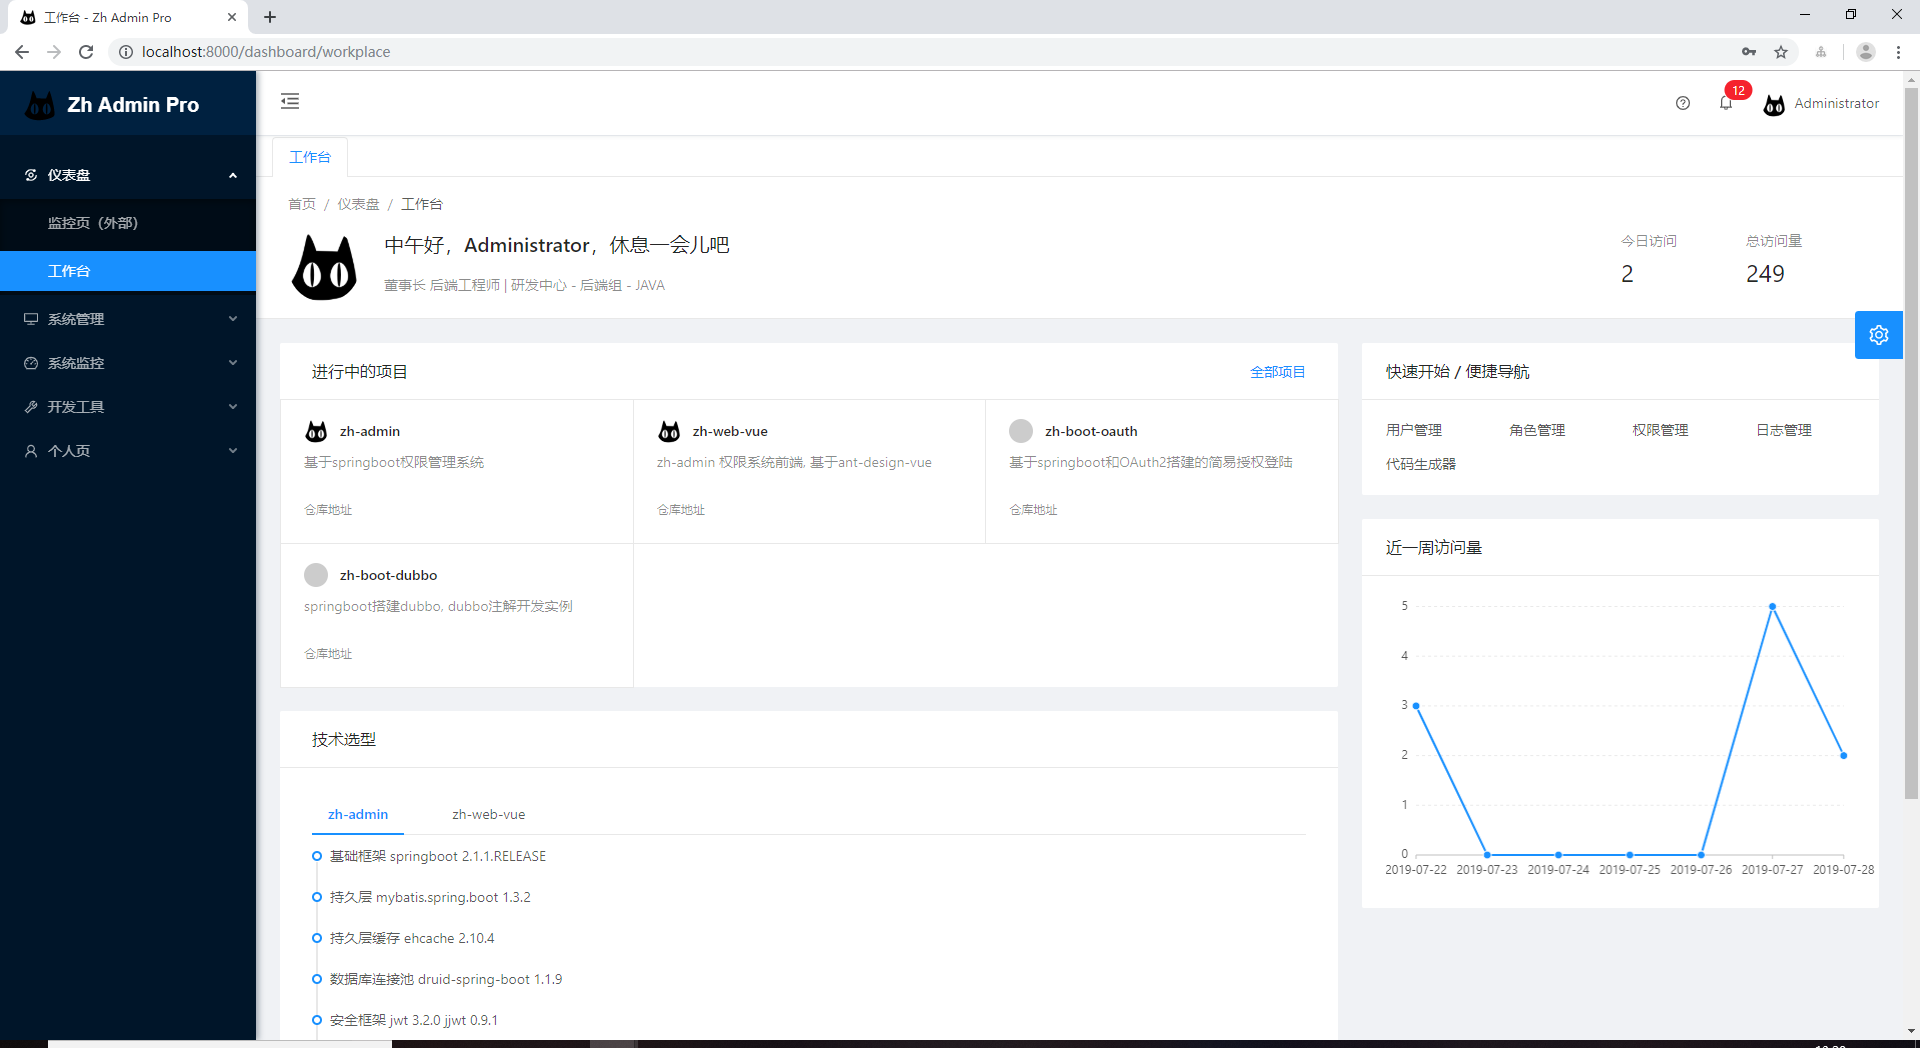 工作台 - Zh Admin Pro
localhost:8000/dashboard/workplace
Zh Admin Pro
12
Administrator
仪表盘
监控页（外部）
工作台
系统管理
系统监控
开发工具
个人页
工作台
首页 / 仪表盘 / 工作台
中午好，Administrator，休息一会儿吧
董事长 后端工程师 | 研发中心 - 后端组 - JAVA
今日访问
2
总访问量
249
进行中的项目
全部项目
zh-admin
基于springboot权限管理系统
仓库地址
zh-web-vue
zh-admin 权限系统前端, 基于ant-design-vue
仓库地址
zh-boot-oauth
基于springboot和OAuth2搭建的简易授权登陆
仓库地址
zh-boot-dubbo
springboot搭建dubbo, dubbo注解开发实例
仓库地址
技术选型
zh-admin
zh-web-vue
基础框架 springboot 2.1.1.RELEASE
持久层 mybatis.spring.boot 1.3.2
持久层缓存 ehcache 2.10.4
数据库连接池 druid-spring-boot 1.1.9
安全框架 jwt 3.2.0 jjwt 0.9.1
快速开始 / 便捷导航
用户管理 角色管理 权限管理 日志管理
代码生成器
近一周访问量
5
4
3
2
1
0
2019-07-22 2019-07-23 2019-07-24 2019-07-25 2019-07-26 2019-07-27 2019-07-28